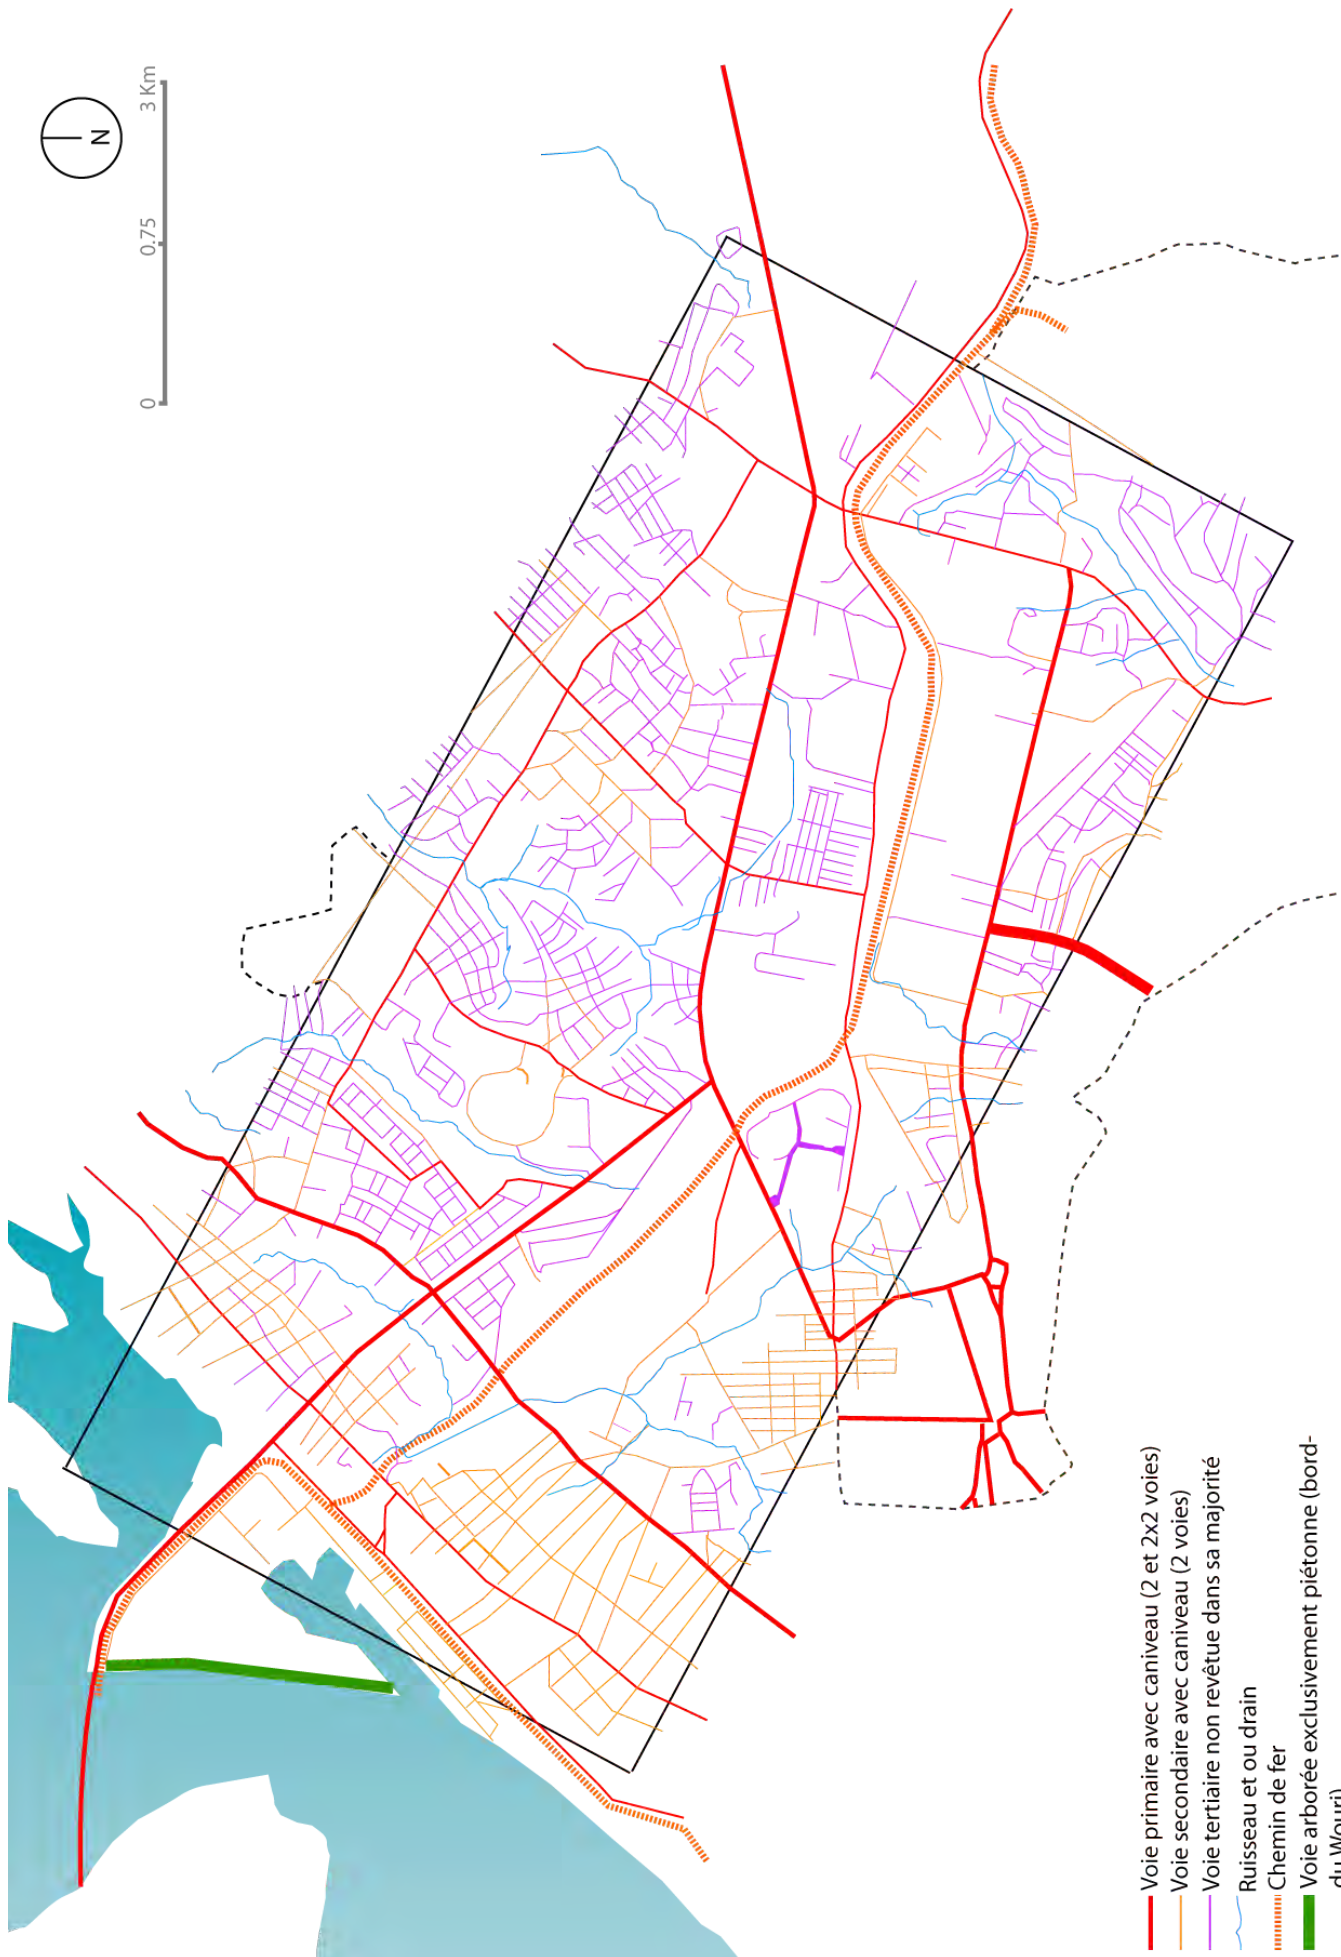 N
0 0.75 3 Km
Voie primaire avec caniveau (2 et 2x2 voies)
Voie secondaire avec caniveau (2 voies)
Voie tertiaire non revêtue dans sa majorité
Ruisseau et ou drain
Chemin de fer
Voie arborée exclusivement piétonne (bord-
du Wouri)